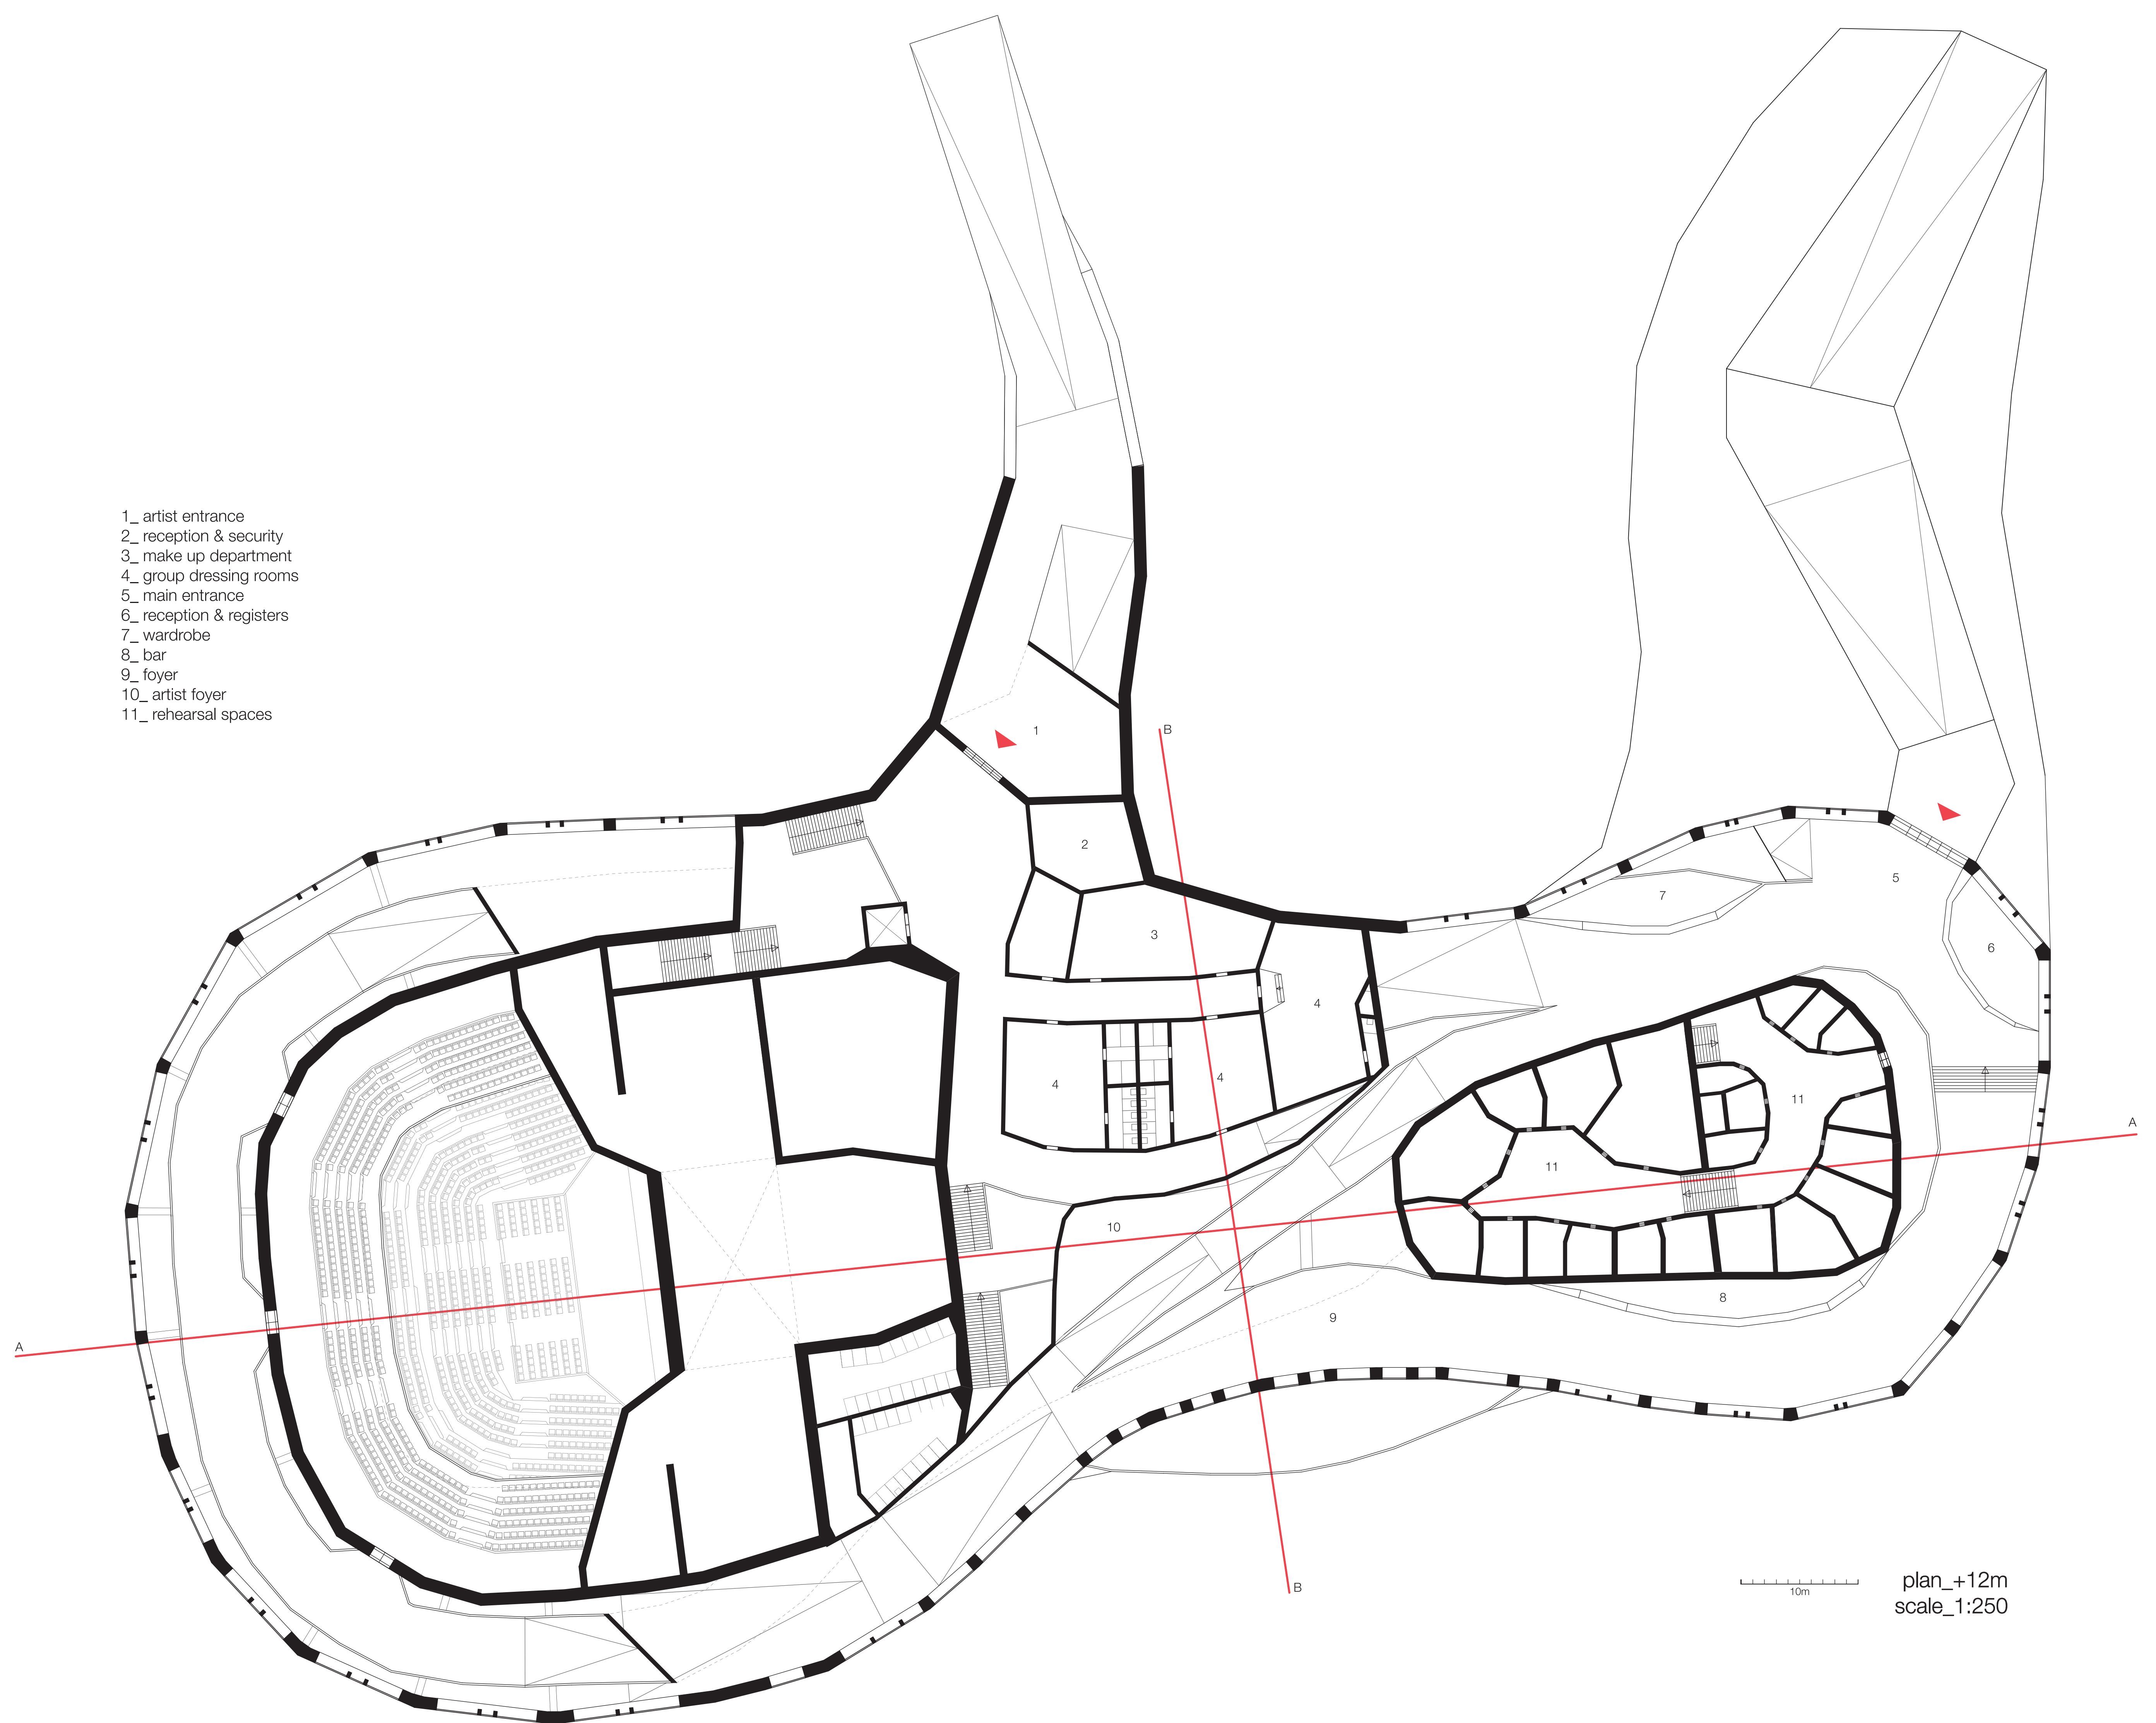 1_ artist entrance
2_ reception & security
3_ make up department
4_ group dressing rooms
5_ main entrance
6_ reception & registers
7_ wardrobe
8_ bar
9_ foyer
10_ artist foyer
11_ rehearsal spaces
1
B
2
7
5
3
6
4
4
4
11
A
11
10
8
9
A
B
10m
plan_+12m
scale_1:250